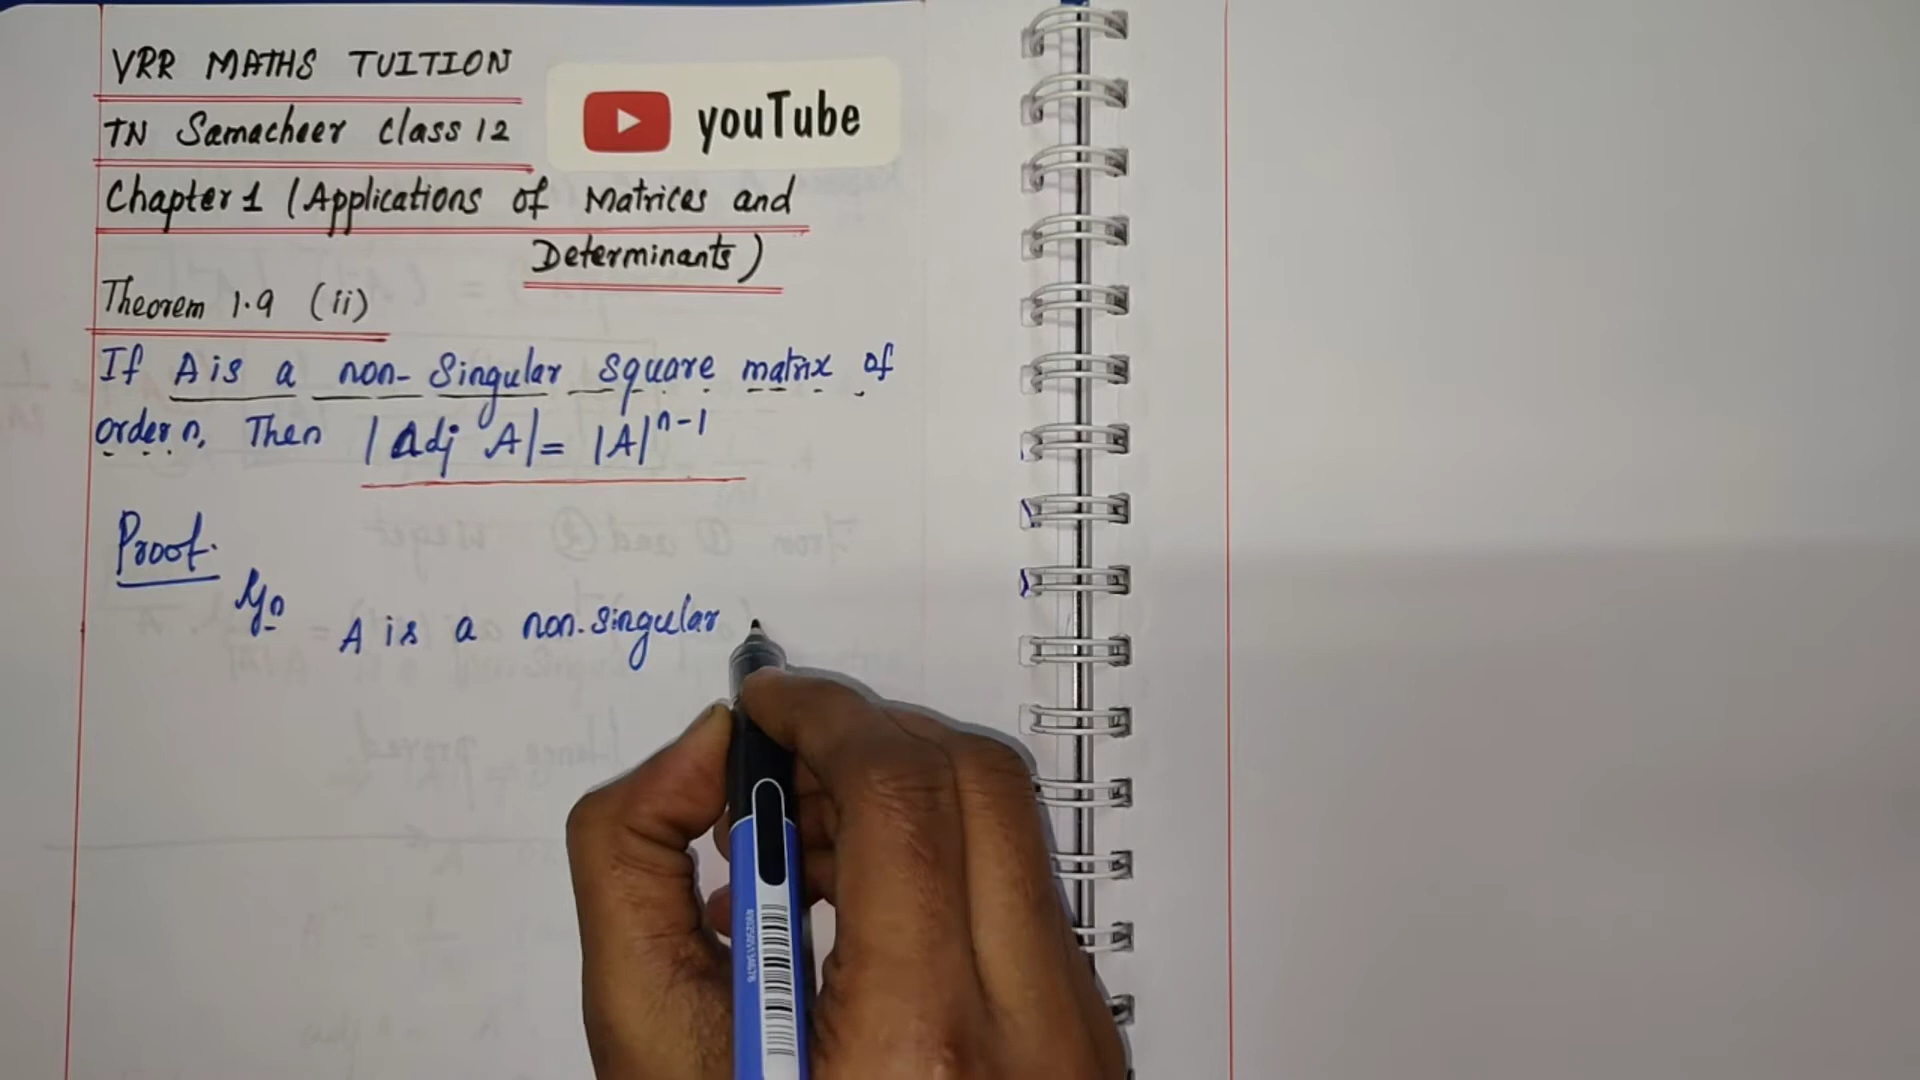 VRR MATHS TUITION
youTube
TN Samacheer Class 12
Chapter 1 (Applications of Matrices and
Determinants)
Theorem 1.9 (ii)
If A is a non-Singular square matrix of
order n, Then |Adj A| = |A|ⁿ⁻¹
Proof.
A is a non-Singular